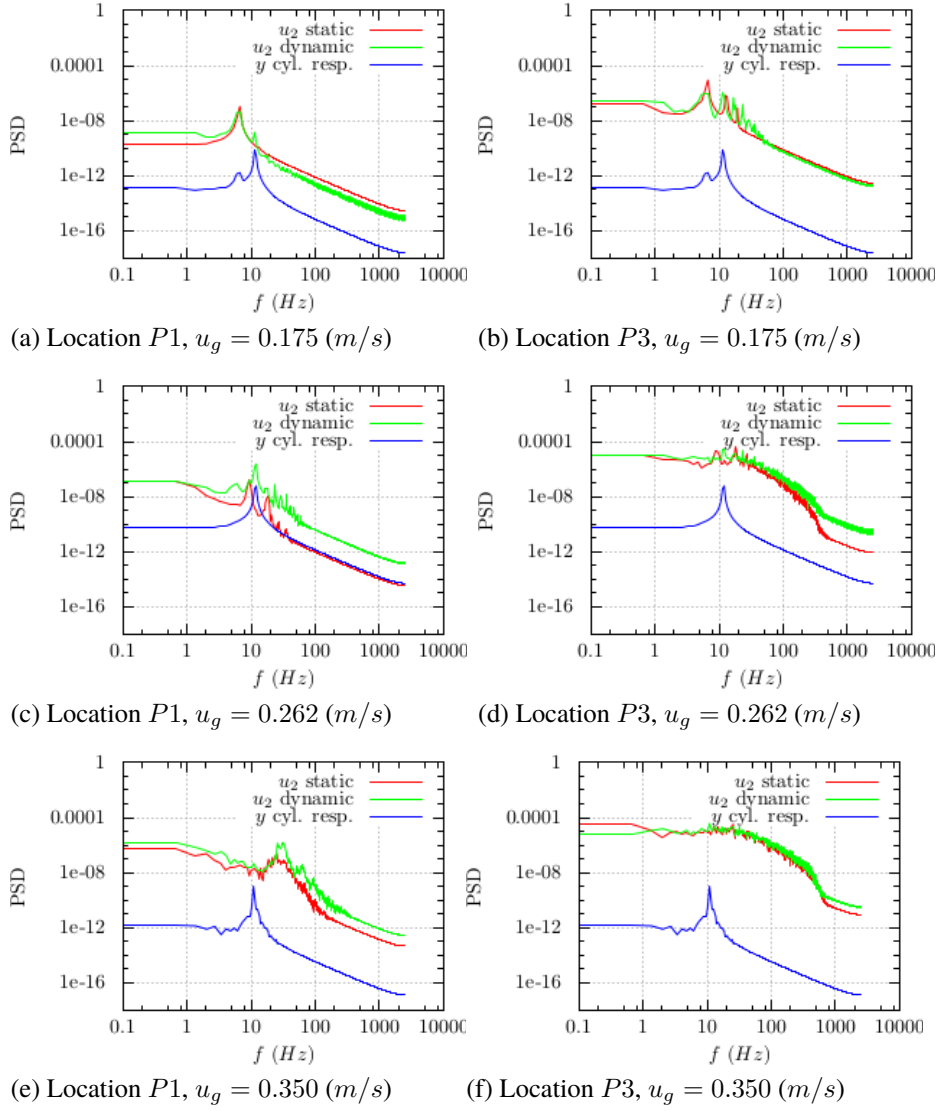 1
0.0001
1e-08
1e-12
1e-16
PSD
u2 static
u2 dynamic
y cyl. resp.
0.1 1 10 100 1000 10000
f (Hz)
(a) Location P1, ug = 0.175 (m/s)
1
0.0001
1e-08
1e-12
1e-16
PSD
u2 static
u2 dynamic
y cyl. resp.
0.1 1 10 100 1000 10000
f (Hz)
(b) Location P3, ug = 0.175 (m/s)
1
0.0001
1e-08
1e-12
1e-16
PSD
u2 static
u2 dynamic
y cyl. resp.
0.1 1 10 100 1000 10000
f (Hz)
(c) Location P1, ug = 0.262 (m/s)
1
0.0001
1e-08
1e-12
1e-16
PSD
u2 static
u2 dynamic
y cyl. resp.
0.1 1 10 100 1000 10000
f (Hz)
(d) Location P3, ug = 0.262 (m/s)
1
0.0001
1e-08
1e-12
1e-16
PSD
u2 static
u2 dynamic
y cyl. resp.
0.1 1 10 100 1000 10000
f (Hz)
(e) Location P1, ug = 0.350 (m/s)
1
0.0001
1e-08
1e-12
1e-16
PSD
u2 static
u2 dynamic
y cyl. resp.
0.1 1 10 100 1000 10000
f (Hz)
(f) Location P3, ug = 0.350 (m/s)